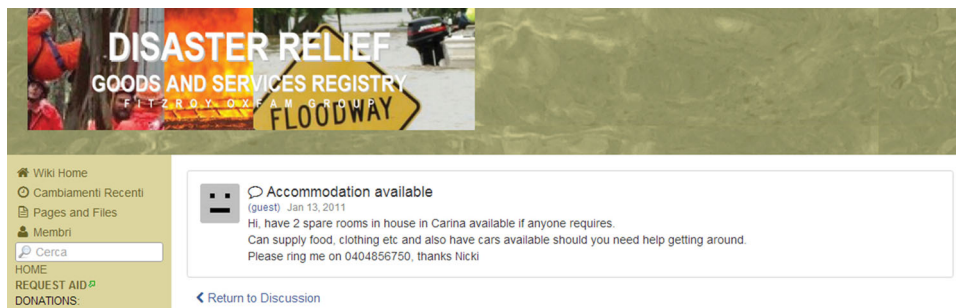 DISASTER RELIEF
GOODS AND SERVICES REGISTRY
FITZROY OXFAM GROUP
FLOODWAY
Wiki Home
Cambiamenti Recenti
Pages and Files
Membri
Cerca
HOME
REQUEST AID
DONATIONS:
Accommodation available
(guest) Jan 13, 2011
Hi, have 2 spare rooms in house in Carina available if anyone requires.
Can supply food, clothing etc and also have cars available should you need help getting around.
Please ring me on 0404856750, thanks Nicki
Return to Discussion